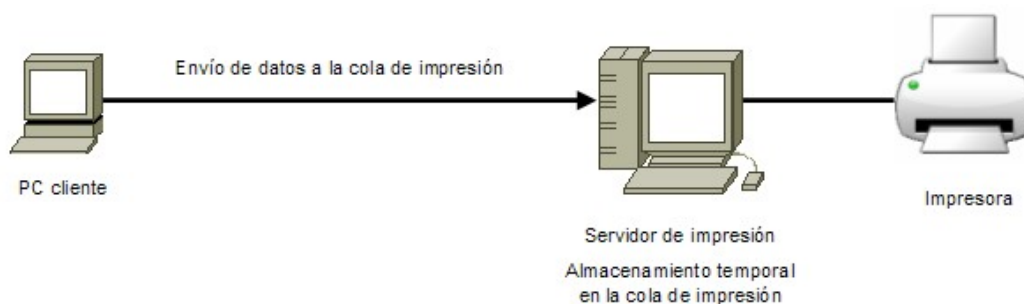 Envío de datos a la cola de impresión
PC cliente
Impresora
Servidor de impresión
Almacenamiento temporal
en la cola de impresión